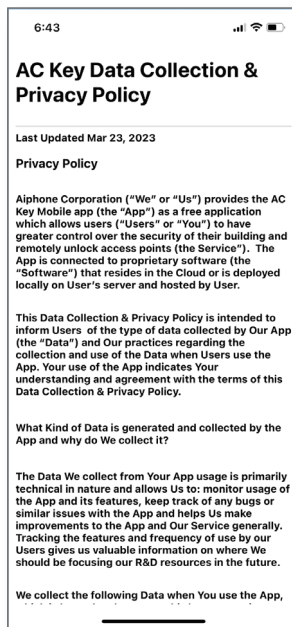 6:43
AC Key Data Collection &
Privacy Policy
Last Updated Mar 23, 2023
Privacy Policy
Aiphone Corporation (“We” or “Us”) provides the AC
Key Mobile app (the “App”) as a free application
which allows users (“Users” or “You”) to have
greater control over the security of their building and
remotely unlock access points (the Service”).  The
App is connected to proprietary software (the
“Software”) that resides in the Cloud or is deployed
locally on User’s server and hosted by User.
This Data Collection & Privacy Policy is intended to
inform Users  of the type of data collected by Our App
(the “Data”) and Our practices regarding the
collection and use of the Data when Users use the
App. Your use of the App indicates Your
understanding and agreement with the terms of this
Data Collection & Privacy Policy.
What Kind of Data is generated and collected by the
App and why do We collect it?
The Data We collect from Your App usage is primarily
technical in nature and allows Us to: monitor usage of
the App and its features, keep track of any bugs or
similar issues with the App and helps Us make
improvements to the App and Our Service generally.
Tracking the features and frequency of use by our
Users gives us valuable information on where We
should be focusing our R&D resources in the future.
We collect the following Data when You use the App,